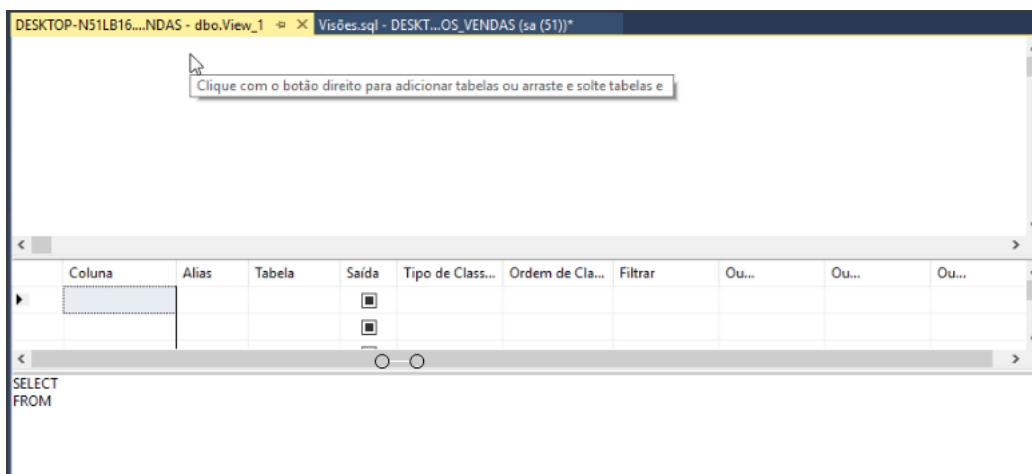 DESKTOP-N51LB16....NDAS - dbo.View_1 Visões.sql - DESKT...OS_VENDAS (sa (51))*
Clique com o botão direito para adicionar tabelas ou arraste e solte tabelas e
Coluna Alias Tabela Saída Tipo de Class... Ordem de Cla... Filtrar Ou... Ou... Ou...
SELECT
FROM